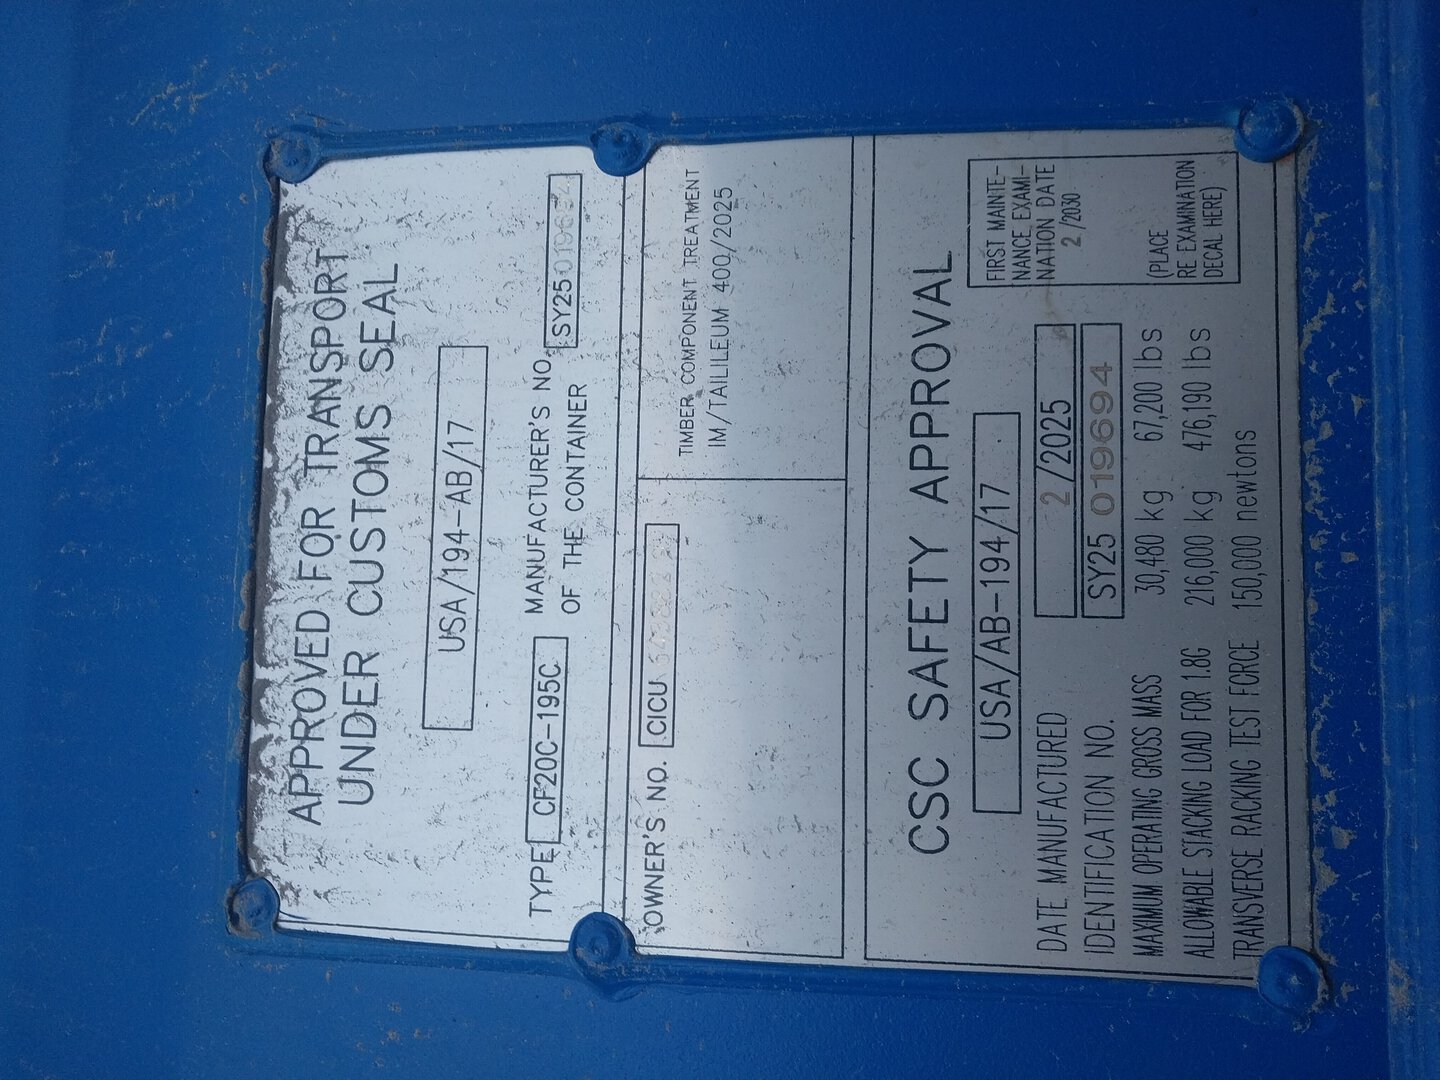 APPROVED FOR TRANSPORT
UNDER CUSTOMS SEAL
USA/194-AB/17
TYPE CF20C-195C MANUFACTURER'S NO. SY25 019694
OF THE CONTAINER
OWNER'S NO. CICU
TIMBER COMPONENT TREATMENT
IM/TAILILEUM 400/2025
CSC SAFETY APPROVAL
USA/AB-194/17
DATE MANUFACTURED 2/2025
IDENTIFICATION NO. SY25 019694
MAXIMUM OPERATING GROSS MASS 30,480 kg 67,200 lbs
ALLOWABLE STACKING LOAD FOR 1.8G 216,000 kg 476,190 lbs
TRANSVERSE RACKING TEST FORCE 150,000 newtons
FIRST MAINTE-
NANCE EXAMI-
NATION DATE
2 /2030
(PLACE
RE EXAMINATION
DECAL HERE)